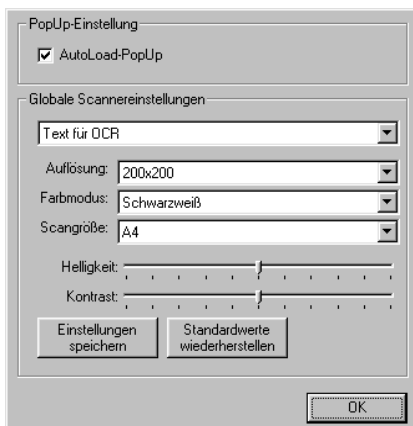 PopUp-Einstellung
AutoLoad-PopUp
Globale Scannereinstellungen
Text für OCR
Auflösung: 200x200
Farbmodus: Schwarzweiß
Scangröße: A4
Helligkeit:
Kontrast:
Einstellungen speichern
Standardwerte wiederherstellen
OK